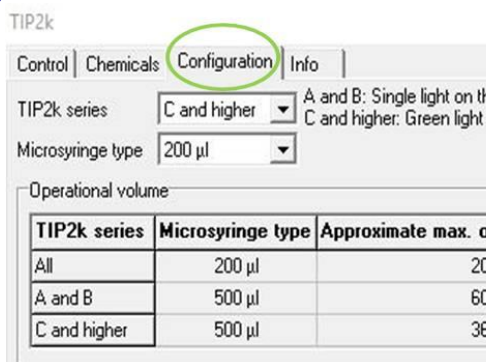 TIP2k
Control Chemicals Configuration Info
TIP2k series C and higher A and B: Single light on
C and higher: Green light
Microsyringe type 200 µl
Operational volume
TIP2k series Microsyringe type Approximate max.
All 200 µl
A and B 500 µl
C and higher 500 µl